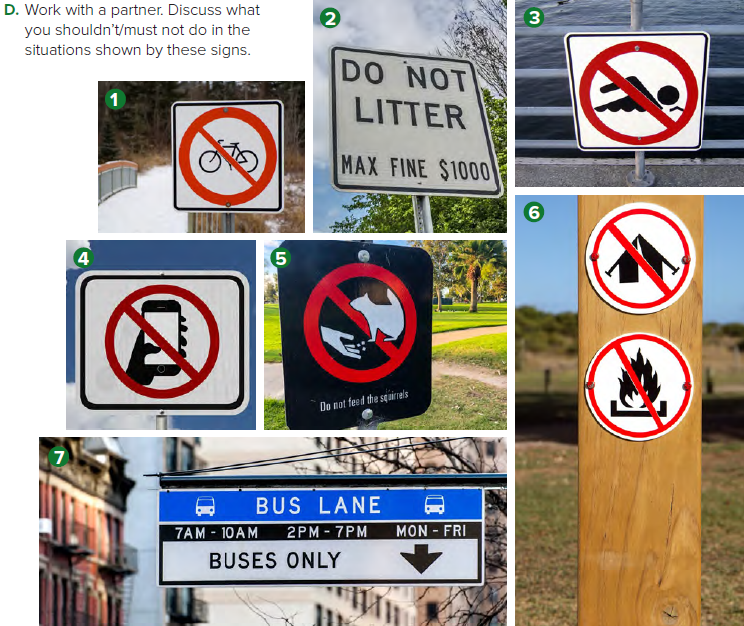 D. Work with a partner. Discuss what
you shouldn't/must not do in the
situations shown by these signs.
1
2
DO NOT
LITTER
MAX FINE $1000
3
4
5
Do not feed the squirrels
6
7
BUS LANE
7AM - 10AM 2PM - 7PM MON - FRI
BUSES ONLY